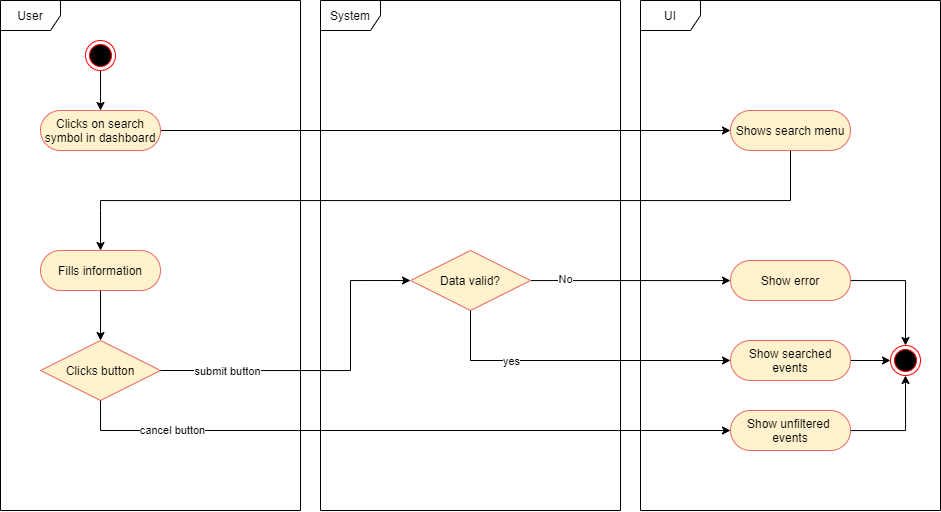 User
System
UI
Clicks on search
symbol in dashboard
Shows search menu
Fills information
Data valid?
No
Show error
Clicks button
submit button
yes
Show searched
events
cancel button
Show unfiltered
events